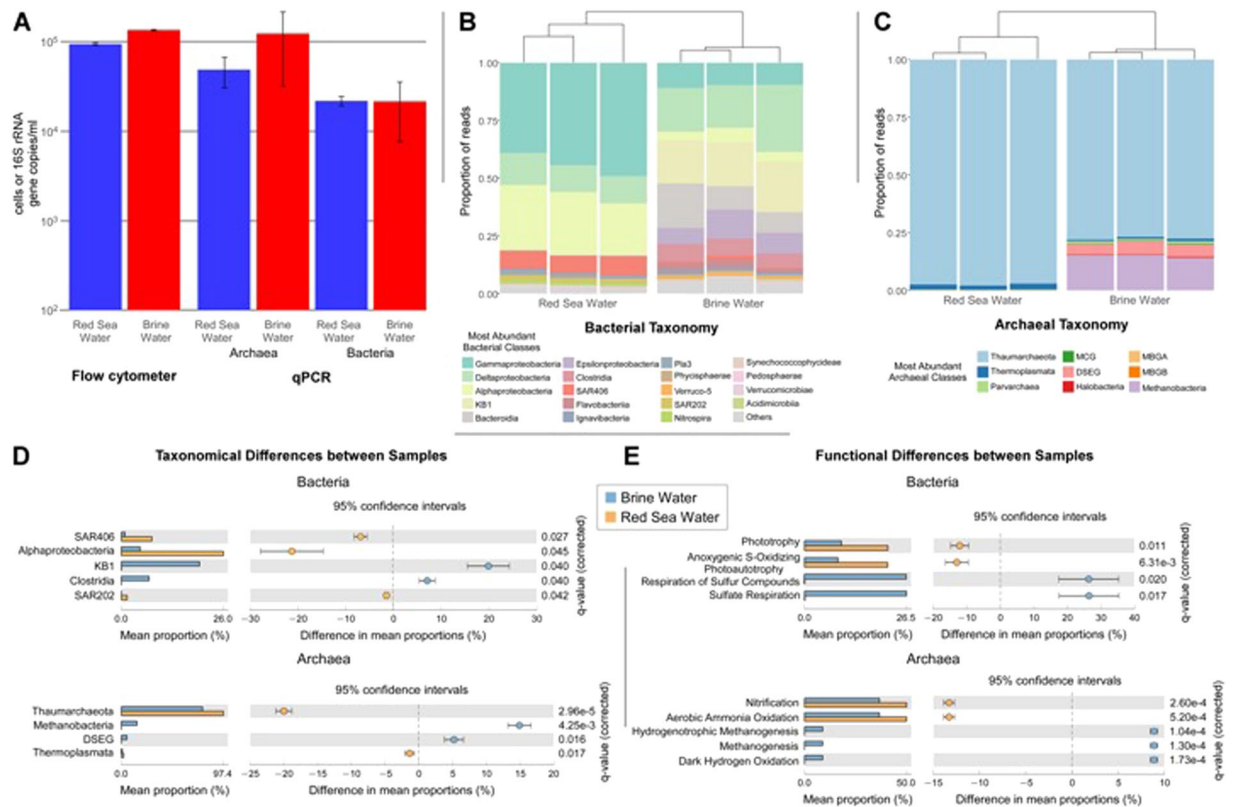 A
cells or 16S rRNA
gene copies/ml
10⁵
10⁴
10³
10²
Red Sea Water
Brine Water
Red Sea Water
Brine Water
Red Sea Water
Brine Water
Archaea
Bacteria
Flow cytometer
qPCR
B
Proportion of reads
1.00
0.75
0.50
0.25
0.00
Red Sea Water
Brine Water
Bacterial Taxonomy
Most Abundant
Bacterial Classes
Gammaproteobacteria
Deltaproteobacteria
Alphaproteobacteria
KB1
Bacteroidia
Epsilonproteobacteria
Clostridia
SAR406
Flavobacteriia
Ignavibacteria
Pla3
Phycisphaerae
Verruco-5
SAR202
Nitrospira
Synechococcophycideae
Pedosphaerae
Verrucomicrobiae
Acidimicrobiia
Others
C
Proportion of reads
1.00
0.75
0.50
0.25
0.00
Red Sea Water
Brine Water
Archaeal Taxonomy
Most Abundant
Archaeal Classes
Thaumarchaeota
Thermoplasmata
Parvarchaea
MCG
DSEG
Halobacteria
MBGA
MBGB
Methanobacteria
D
Taxonomical Differences between Samples
Bacteria
95% confidence intervals
SAR406
0.027
Alphaproteobacteria
0.045
KB1
0.040
Clostridia
0.040
SAR202
0.042
q-value (corrected)
0.0
26.0
−30
−20
−10
0
10
20
30
Mean proportion (%)
Difference in mean proportions (%)
Archaea
95% confidence intervals
Thaumarchaeota
2.96e-5
Methanobacteria
4.25e-3
DSEG
0.016
Thermoplasmata
0.017
q-value (corrected)
0.0
97.4
−25
−20
−15
−10
−5
0
5
10
15
20
Mean proportion (%)
Difference in mean proportions (%)
Brine Water
Red Sea Water
E
Functional Differences between Samples
Bacteria
95% confidence intervals
Phototrophy
0.011
Anoxygenic S-Oxidizing
Photoautotrophy
6.31e-3
Respiration of Sulfur Compounds
0.020
Sulfate Respiration
0.017
q-value (corrected)
0.0
26.5
−20
−10
0
10
20
30
40
Mean proportion (%)
Difference in mean proportions (%)
Archaea
95% confidence intervals
Nitrification
2.60e-4
Aerobic Ammonia Oxidation
5.20e-4
Hydrogenotrophic Methanogenesis
1.04e-4
Methanogenesis
1.30e-4
Dark Hydrogen Oxidation
1.73e-4
q-value (corrected)
0.0
50.0
−15
−10
−5
0
5
10
Mean proportion (%)
Difference in mean proportions (%)